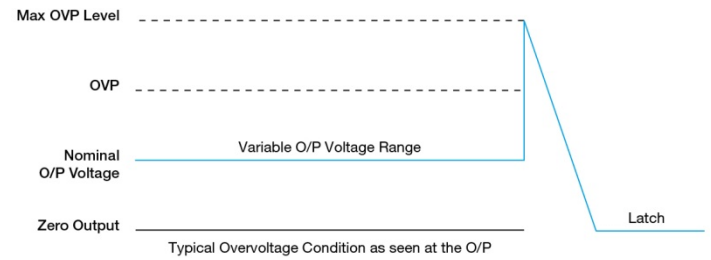 Max OVP Level
OVP
Variable O/P Voltage Range
Nominal
O/P Voltage
Zero Output
Latch
Typical Overvoltage Condition as seen at the O/P